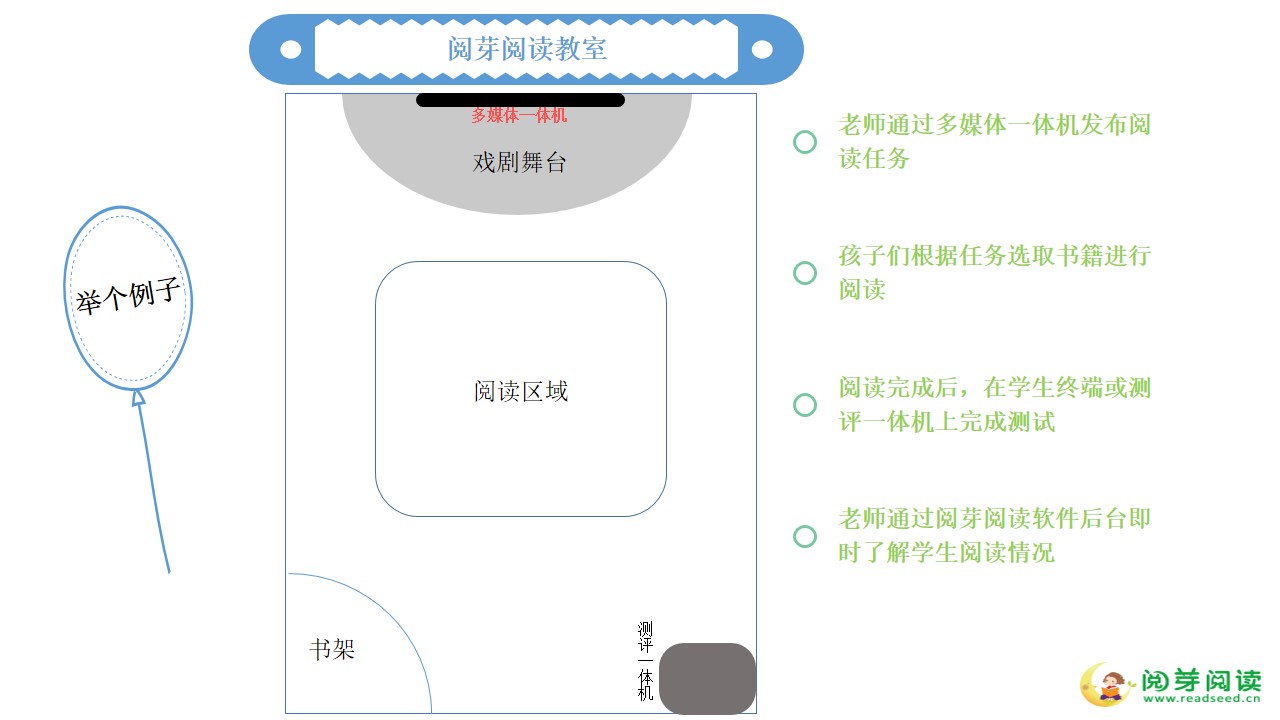 阅芽阅读教室
多媒体一体机
戏剧舞台
举个例子
阅读区域
书架
测评一体机
老师通过多媒体一体机发布阅
读任务
孩子们根据任务选取书籍进行
阅读
阅读完成后，在学生终端或测
评一体机上完成测试
老师通过阅芽阅读软件后台即
时了解学生阅读情况
阅芽阅读
www.readseed.cn